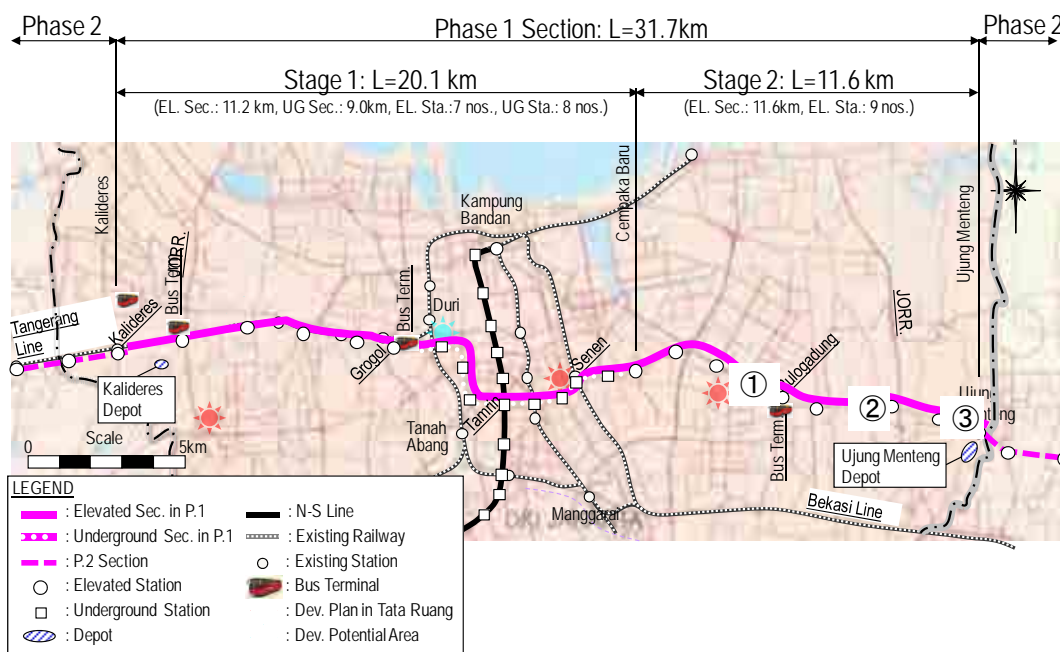 Phase 2
Phase 1 Section: L=31.7km
Phase 2
Stage 1: L=20.1 km
(EL. Sec.: 11.2 km, UG Sec.: 9.0km, EL. Sta.:7 nos., UG Sta.: 8 nos.)
Stage 2: L=11.6 km
(EL. Sec.: 11.6km, EL. Sta.: 9 nos.)
N
Kalideres
Cempaka Baru
Ujung Menteng
Kampung
Bandan
JORR.
Bus Term.
Bus Term.
Duri
JORR.
Tangerang
Line
Kalideres
Grogol
Senen
①
②
③
Kalideres
Depot
Tanah
Abang
Bus Term.
Ujung Menteng
Depot
0
Scale
5km
Manggarai
Bekasi Line
LEGEND
: Elevated Sec. in P.1
: Underground Sec. in P.1
: P.2 Section
: Elevated Station
: Underground Station
: Depot
: N-S Line
: Existing Railway
: Existing Station
: Bus Terminal
: Dev. Plan in Tata Ruang
: Dev. Potential Area